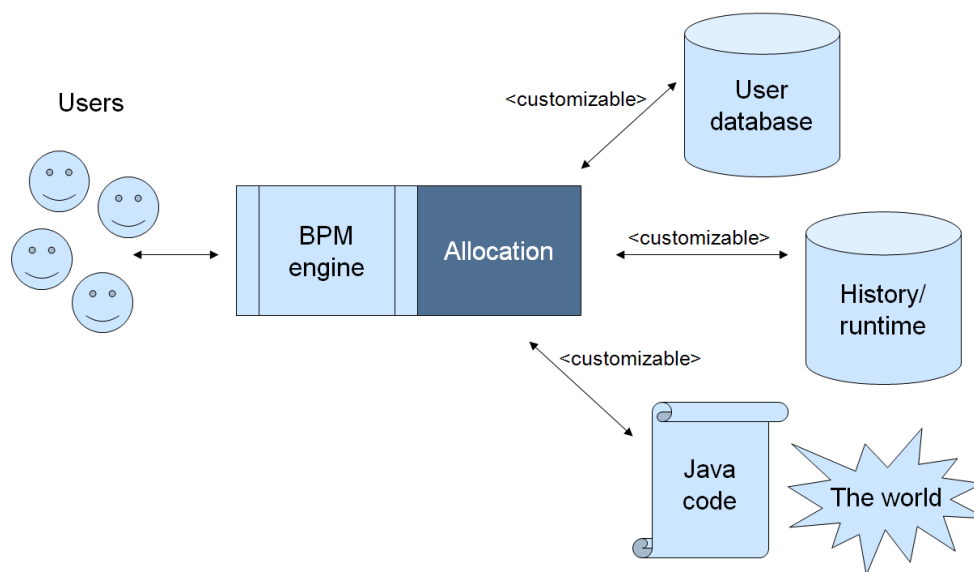 Users
<customizable>
User
database
BPM
engine
Allocation
<customizable>
History/
runtime
<customizable>
Java
code
The world